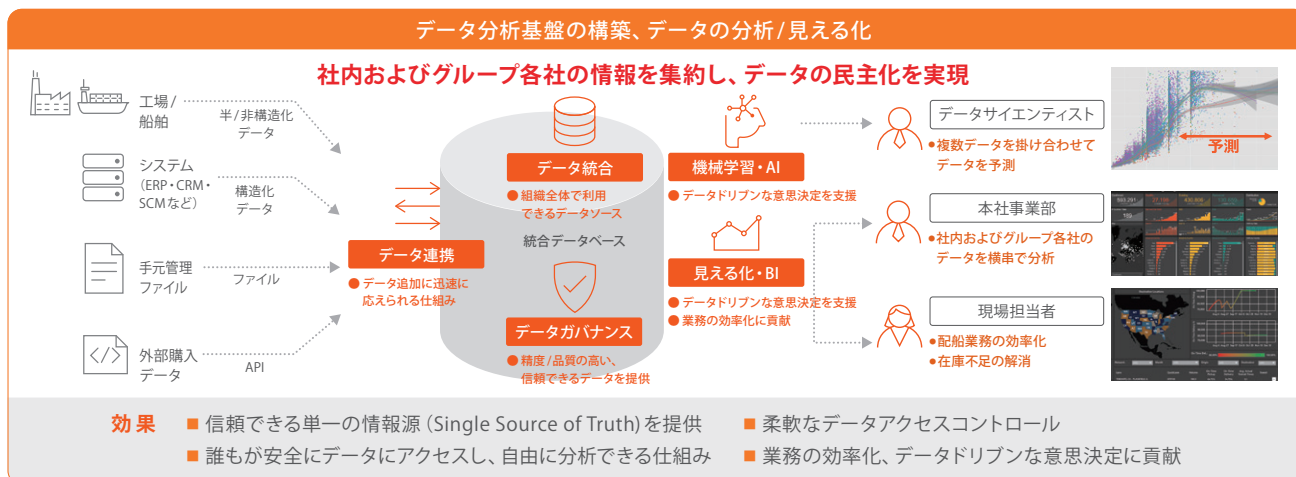 データ分析基盤の構築、データの分析/見える化
社内およびグループ各社の情報を集約し、データの民主化を実現
工場/
船舶
半/非構造化
データ
システム
(ERP・CRM・
SCMなど)
構造化
データ
手元管理
ファイル
ファイル
外部購入
データ
API
データ連携
●データ追加に迅速に
応えられる仕組み
データ統合
●組織全体で利用
できるデータソース
統合データベース
データガバナンス
●精度/品質の高い、
信頼できるデータを提供
機械学習・AI
●データドリブンな意思決定を支援
見える化・BI
●データドリブンな意思決定を支援
●業務の効率化に貢献
データサイエンティスト
●複数データを掛け合わせて
データを予測
予測
本社事業部
●社内およびグループ各社の
データを横串で分析
現場担当者
●配船業務の効率化
●在庫不足の解消
効果
■ 信頼できる単一の情報源(Single Source of Truth)を提供
■ 柔軟なデータアクセスコントロール
■ 誰もが安全にデータにアクセスし、自由に分析できる仕組み
■ 業務の効率化、データドリブンな意思決定に貢献